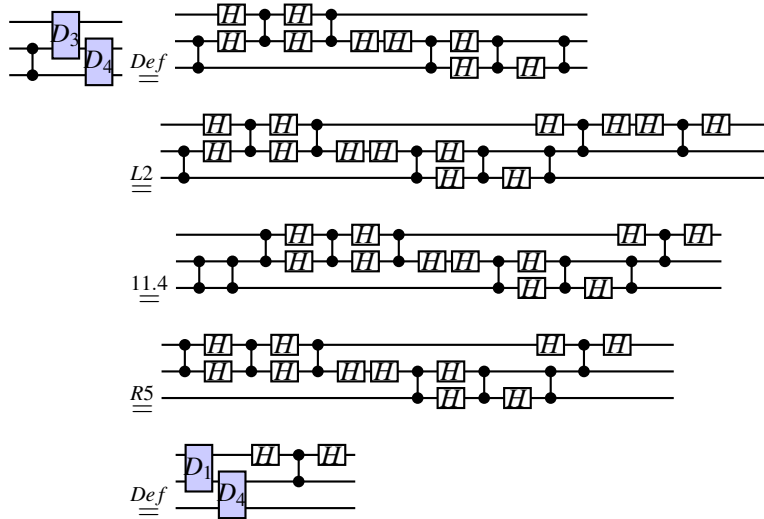 H H
D₃ H H H H H
D₄ Def == H H
H H H H H H
H H H H H
L2 == H H
H H H H
H H H H H
11.4 == H H
H H H H
H H H H H
R5 == H H
D₁ H H
Def == D₄